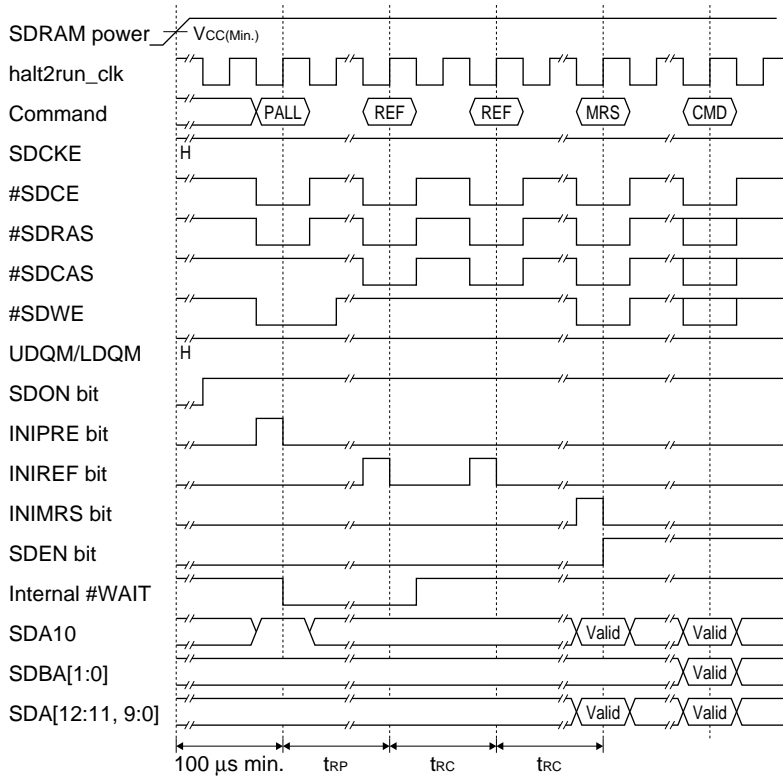 SDRAM power VCC(Min.)
halt2run_clk
Command PALL REF REF MRS CMD
SDCKE H
#SDCE
#SDRAS
#SDCAS
#SDWE
UDQM/LDQM H
SDON bit
INIPRE bit
INIREF bit
INIMRS bit
SDEN bit
Internal #WAIT
SDA10 Valid Valid
SDBA[1:0] Valid
SDA[12:11, 9:0] Valid Valid
100 µs min. tRP tRC tRC